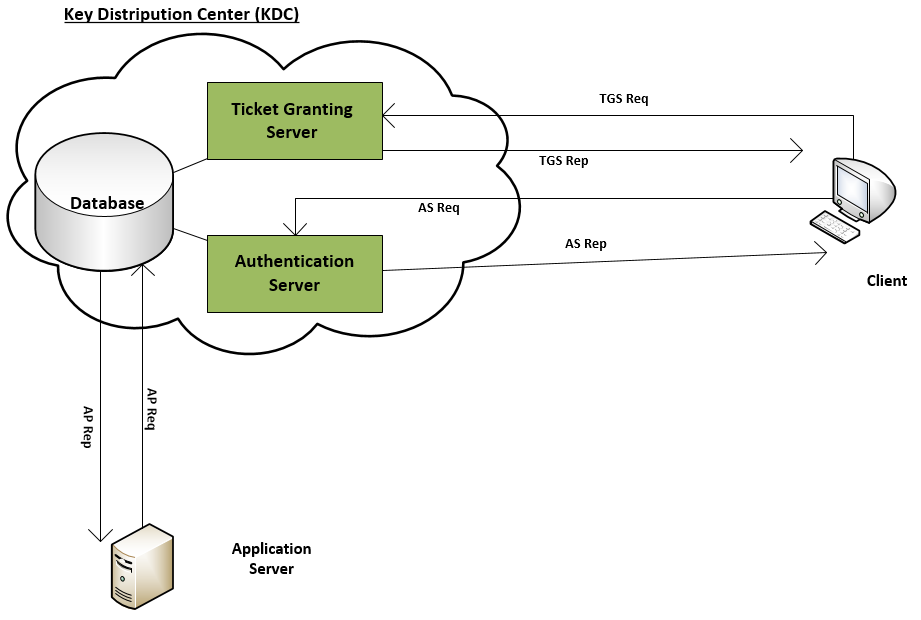 Key Distripution Center (KDC)
Ticket Granting
Server
TGS Req
TGS Rep
Database
AS Req
Authentication
Server
AS Rep
Client
AP Rep
AP Req
Application
Server